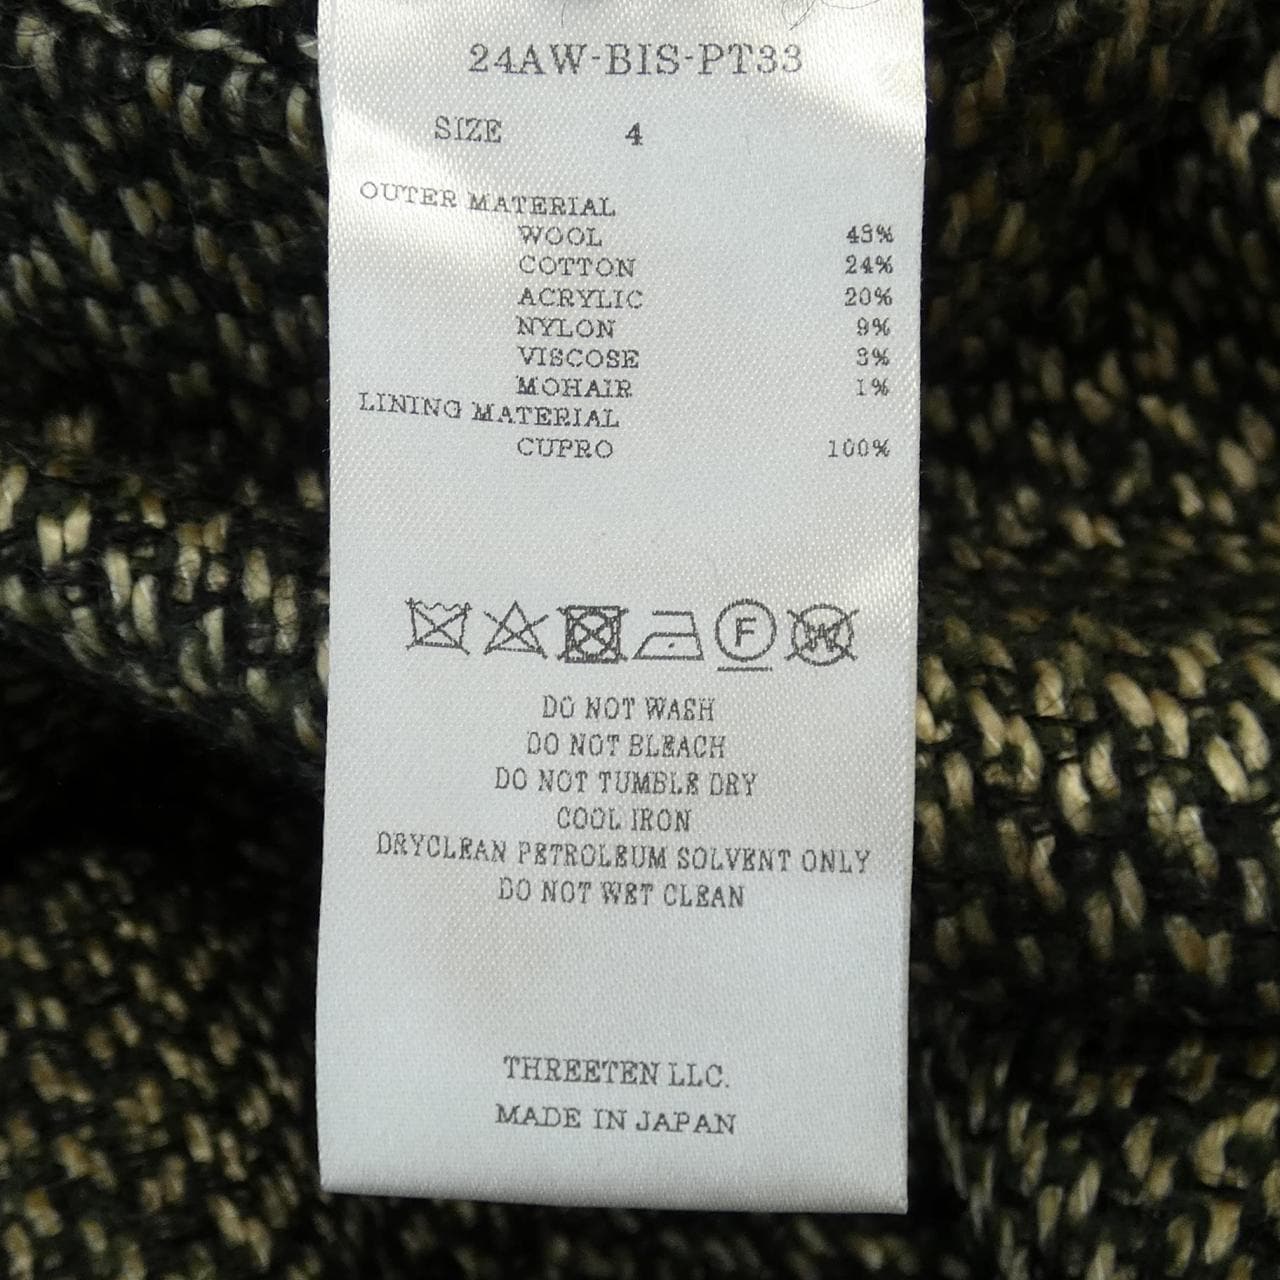 24AW-BIS-PT33
SIZE 4
OUTER MATERIAL
WOOL 43%
COTTON 24%
ACRYLIC 20%
NYLON 9%
VISCOSE 3%
MOHAIR 1%
LINING MATERIAL
CUPRO 100%
F
W
DO NOT WASH
DO NOT BLEACH
DO NOT TUMBLE DRY
COOL IRON
DRYCLEAN PETROLEUM SOLVENT ONLY
DO NOT WET CLEAN
THREETEN LLC.
MADE IN JAPAN